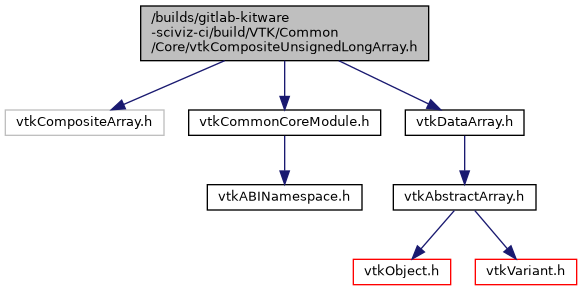 /builds/gitlab-kitware
-sciviz-ci/build/VTK/Common
/Core/vtkCompositeUnsignedLongArray.h
vtkCompositeArray.h
vtkCommonCoreModule.h
vtkDataArray.h
vtkABINamespace.h
vtkAbstractArray.h
vtkObject.h
vtkVariant.h